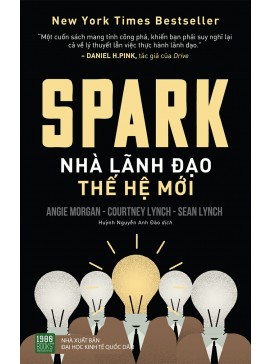 New York Times Bestseller
"Một cuốn sách mang tính công phá, khiến bạn phải suy nghĩ lại
cả về lý thuyết lẫn việc thực hành lãnh đạo."
– DANIEL H.PINK, tác giả của Drive
SPARK
NHÀ LÃNH ĐẠO
THẾ HỆ MỚI
ANGIE MORGAN - COURTNEY LYNCH - SEAN LYNCH
Huỳnh Nguyễn Anh Đào dịch
1980
BOOKS
NHÀ XUẤT BẢN
ĐẠI HỌC KINH TẾ QUỐC DÂN